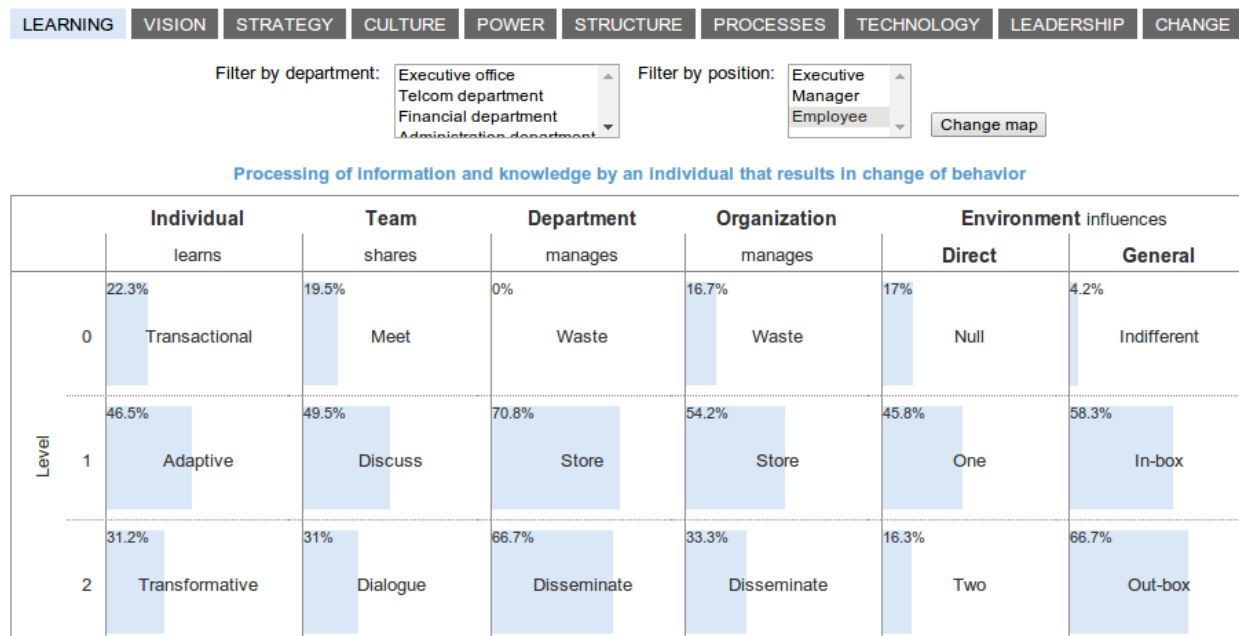 LEARNING VISION STRATEGY CULTURE POWER STRUCTURE PROCESSES TECHNOLOGY LEADERSHIP CHANGE
Filter by department: Executive office Filter by position: Executive
Telcom department Manager
Financial department Employee
Administration department Change map
Processing of information and knowledge by an individual that results in change of behavior
Individual Team Department Organization Environment influences
learns shares manages manages Direct General
22.3% 19.5% 0% 16.7% 17% 4.2%
0 Transactional Meet Waste Waste Null Indifferent
46.5% 49.5% 70.8% 54.2% 45.8% 58.3%
Level 1 Adaptive Discuss Store Store One In-box
31.2% 31% 66.7% 33.3% 16.3% 66.7%
2 Transformative Dialogue Disseminate Disseminate Two Out-box